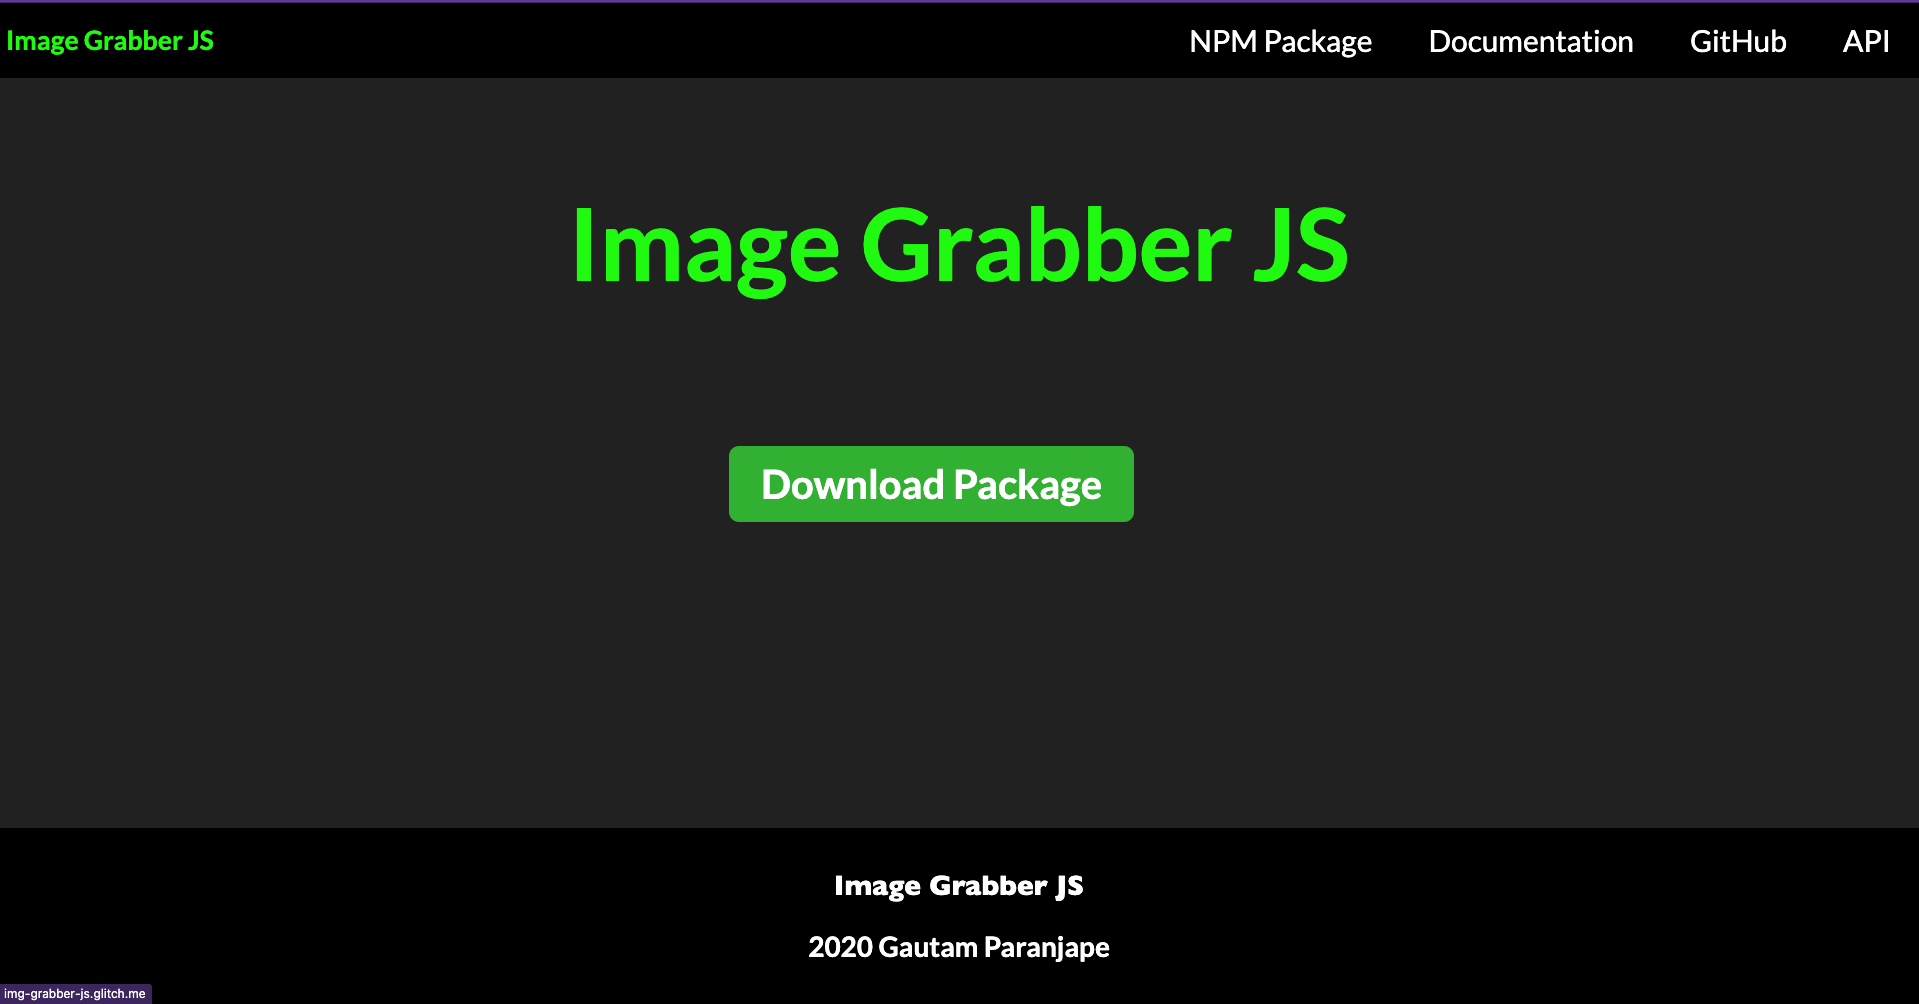 Image Grabber JS
NPM Package
Documentation
GitHub
API
Image Grabber JS
Download Package
Image Grabber JS
2020 Gautam Paranjape
img-grabber-js.glitch.me